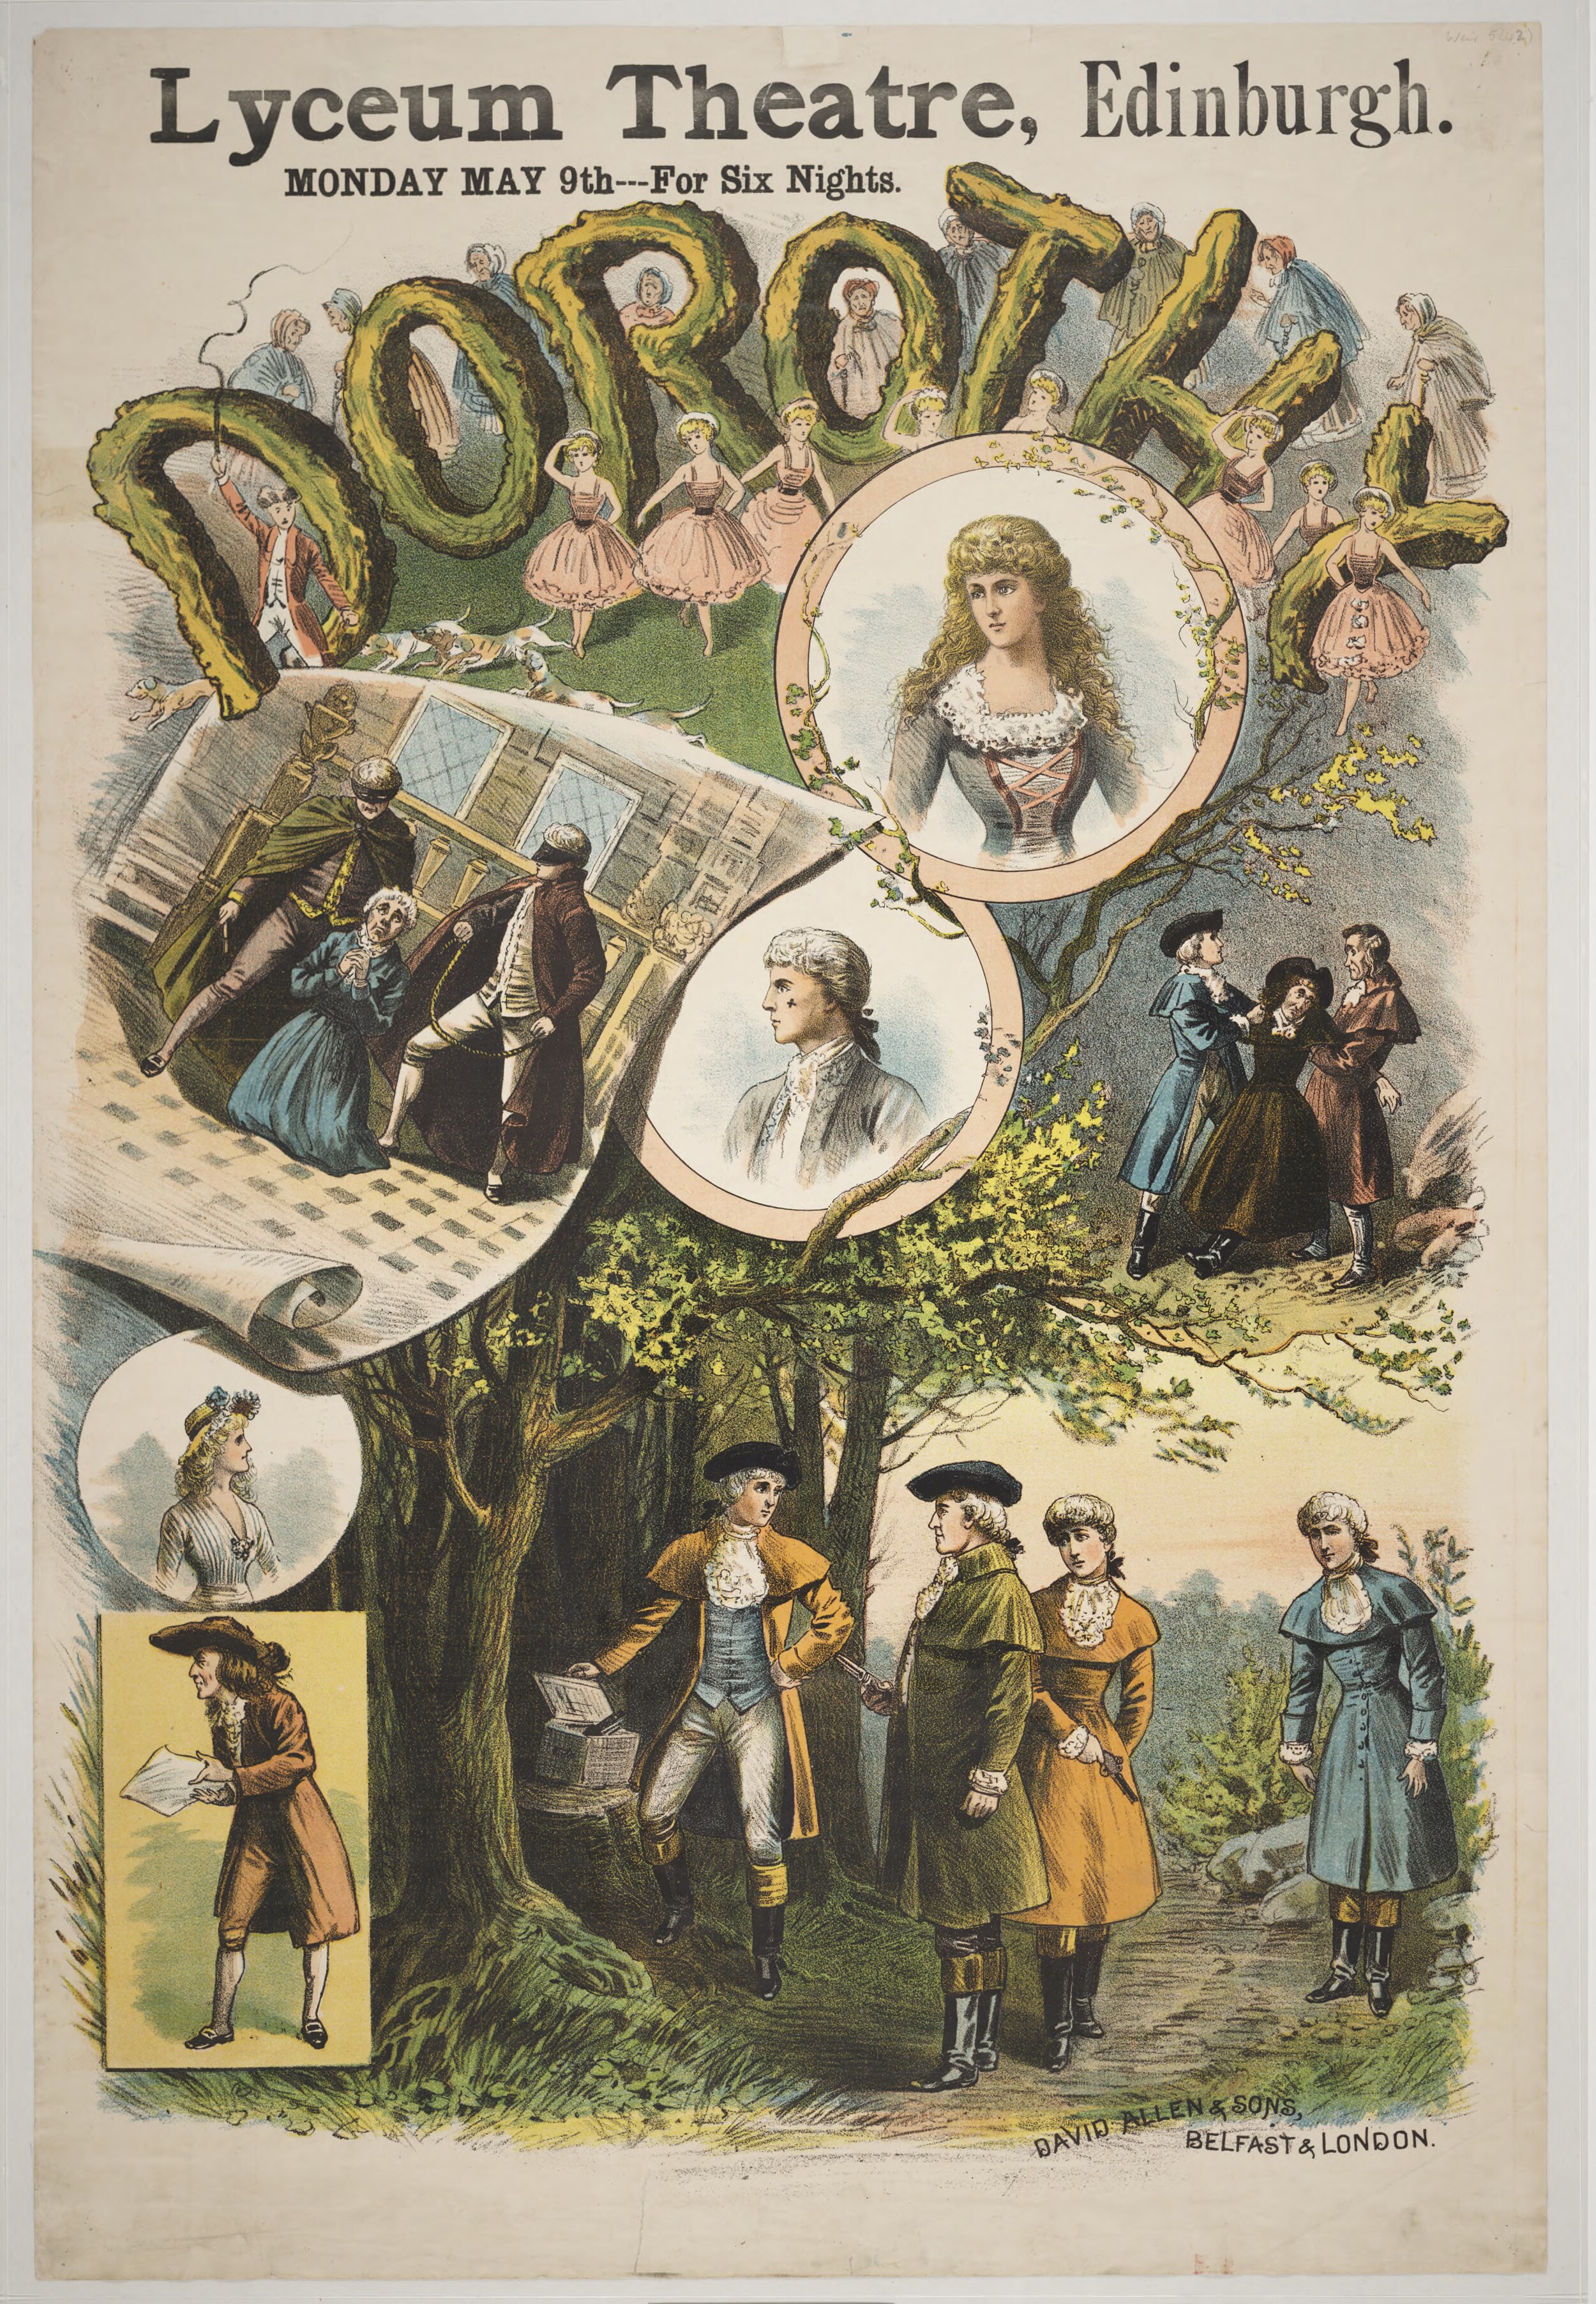 Lyceum Theatre, Edinburgh.
MONDAY MAY 9th---For Six Nights.
DOROTHY
DAVID ALLEN & SONS,
BELFAST & LONDON.